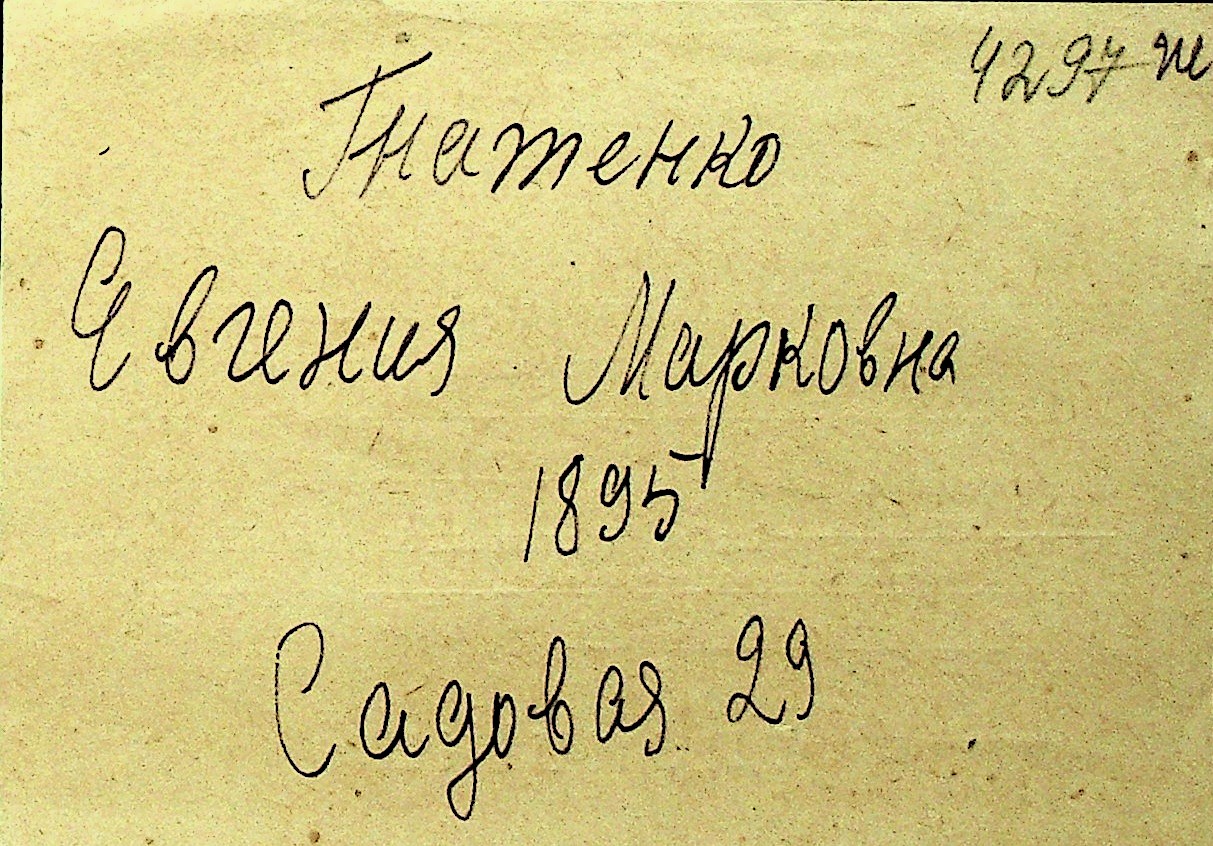 4297
Гнатенко
Евгения Марковна
1895
Садовая 29